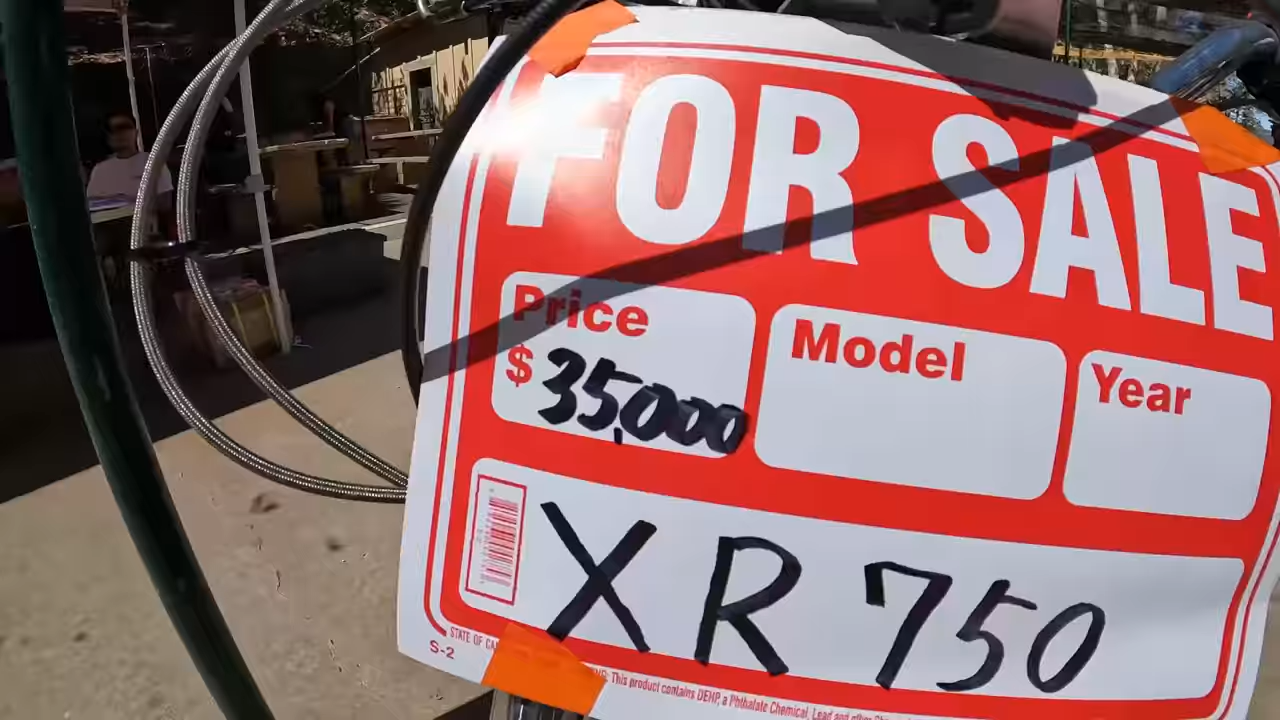 FOR SALE
Price
$ 35,000
Model
Year
XR 750
S-2
STATE OF CA
: This product contains DEHP, a Phthalate Chemical, Lead and other